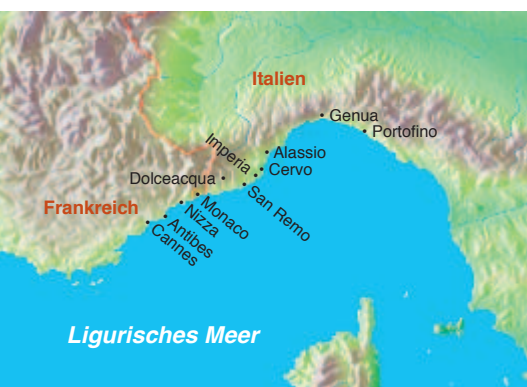 Italien
Genua
Portofino
Imperia
Alassio
Cervo
Dolceacqua
San Remo
Frankreich
Monaco
Nizza
Antibes
Cannes
Ligurisches Meer